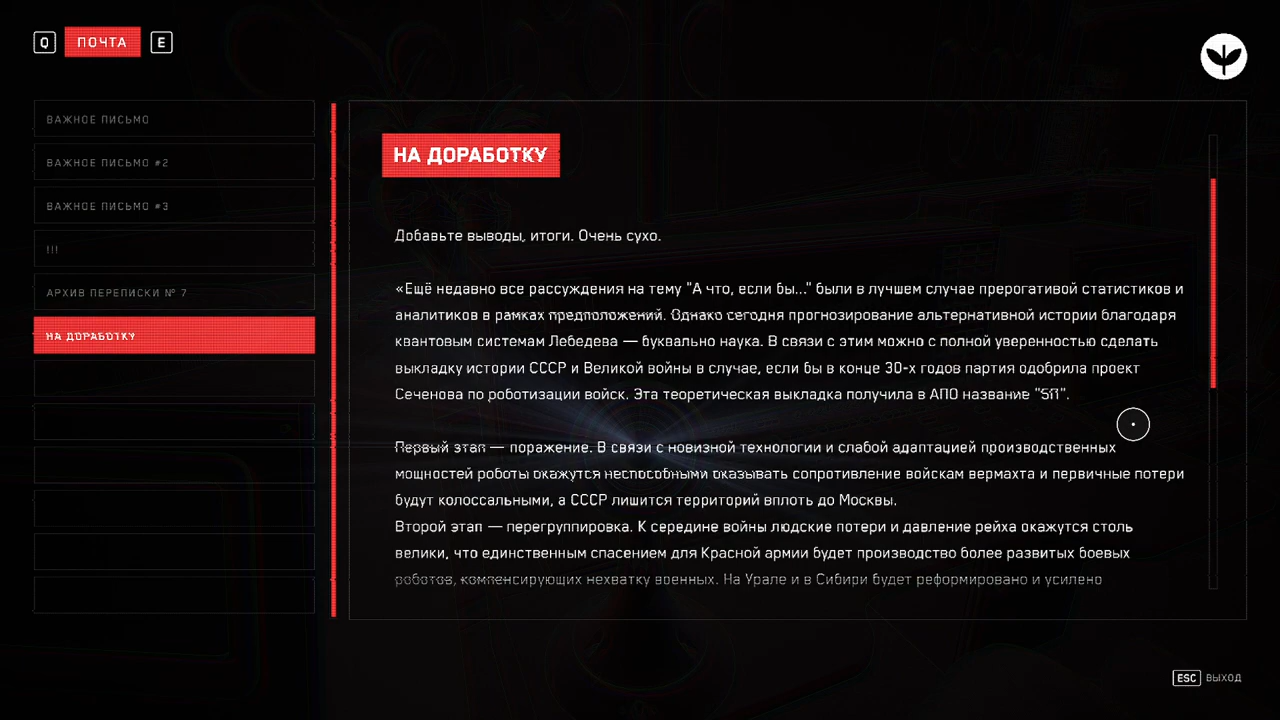 Q ПОЧТА E
ВАЖНОЕ ПИСЬМО
ВАЖНОЕ ПИСЬМО #2
ВАЖНОЕ ПИСЬМО #3
!!!
АРХИВ ПЕРЕПИСКИ № 7
НА ДОРАБОТКУ
НА ДОРАБОТКУ
Добавьте выводы, итоги. Очень сухо.
«Ещё недавно все рассуждения на тему "А что, если бы..." были в лучшем случае прерогативой статистиков и
аналитиков в рамках предположений. Однако сегодня прогнозирование альтернативной истории благодаря
квантовым системам Лебедева — буквально наука. В связи с этим можно с полной уверенностью сделать
выкладку истории СССР и Великой войны в случае, если бы в конце 30-х годов партия одобрила проект
Сеченова по роботизации войск. Эта теоретическая выкладка получила в АПО название "5П".
Первый этап — поражение. В связи с новизной технологии и слабой адаптацией производственных
мощностей роботы окажутся неспособными оказывать сопротивление войскам вермахта и первичные потери
будут колоссальными, а СССР лишится территорий вплоть до Москвы.
Второй этап — перегруппировка. К середине войны людские потери и давление рейха окажутся столь
велики, что единственным спасением для Красной армии будет производство более развитых боевых
роботов, компенсирующих нехватку военных. На Урале и в Сибири будет реформировано и усилено
ESC ВЫХОД